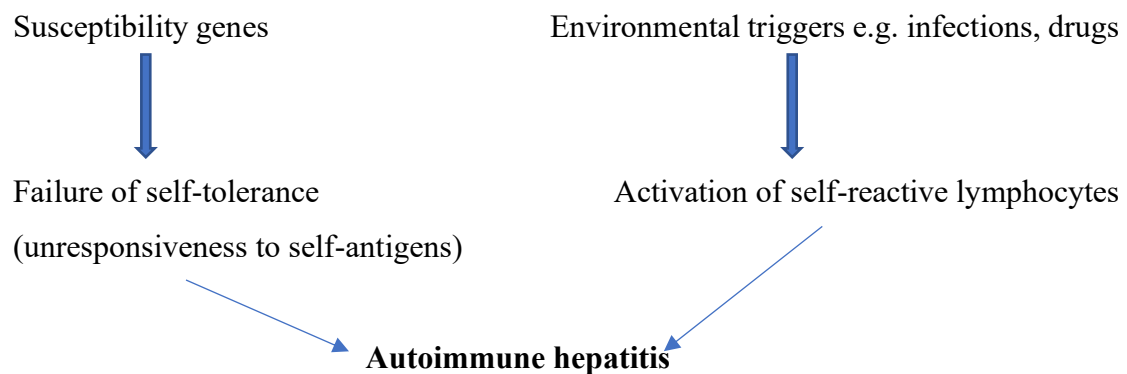 Susceptibility genes
Environmental triggers e.g. infections, drugs
Failure of self-tolerance
(unresponsiveness to self-antigens)
Activation of self-reactive lymphocytes
Autoimmune hepatitis